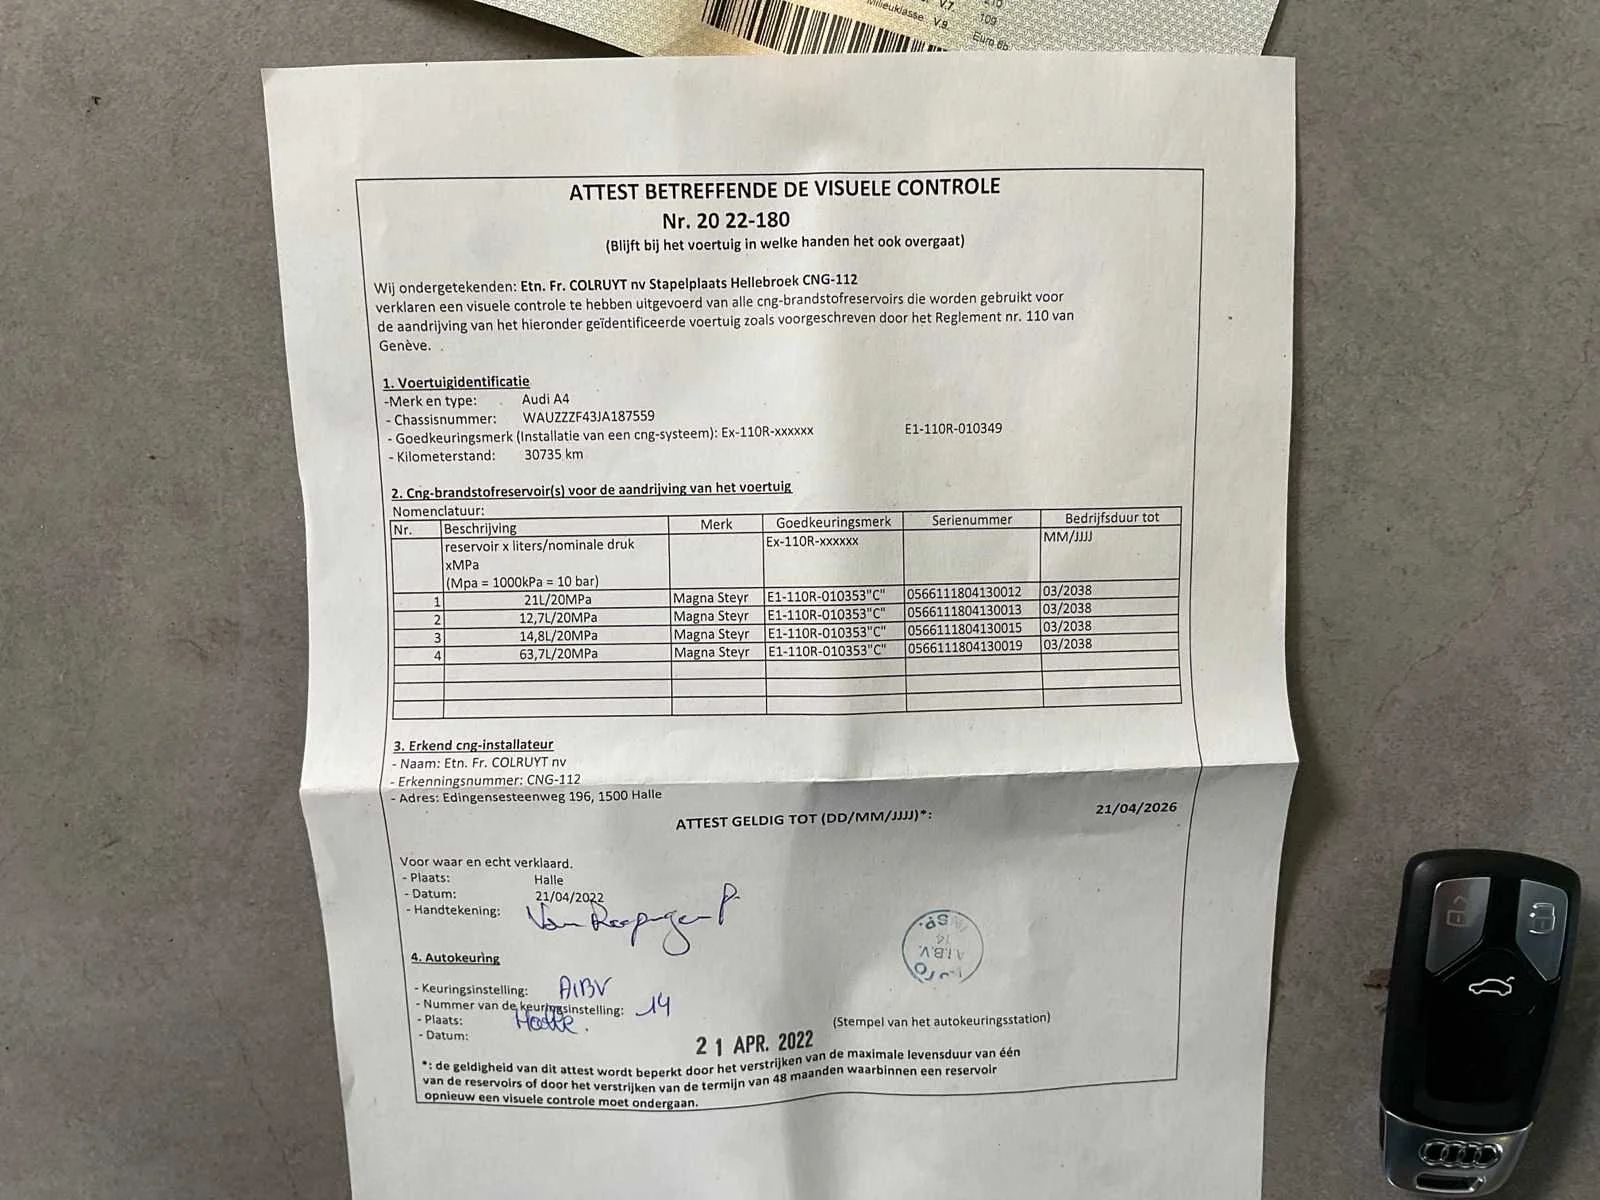 V.7.
210
109
Milieuklasse V.9.
Euro 6b
ATTEST BETREFFENDE DE VISUELE CONTROLE
Nr. 20 22-180
(Blijft bij het voertuig in welke handen het ook overgaat)
Wij ondergetekenden: Etn. Fr. COLRUYT nv Stapelplaats Hellebroek CNG-112
verklaren een visuele controle te hebben uitgevoerd van alle cng-brandstofreservoirs die worden gebruikt voor
de aandrijving van het hieronder geïdentificeerde voertuig zoals voorgeschreven door het Reglement nr. 110 van
Genève.
1. Voertuigidentificatie
-Merk en type: Audi A4
- Chassisnummer: WAUZZZF43JA187559
- Goedkeuringsmerk (Installatie van een cng-systeem): Ex-110R-xxxxxx E1-110R-010349
- Kilometerstand: 30735 km
2. Cng-brandstofreservoir(s) voor de aandrijving van het voertuig
Nomenclatuur:
Nr. Beschrijving Merk Goedkeuringsmerk Serienummer Bedrijfsduur tot
reservoir x liters/nominale druk Ex-110R-xxxxxx MM/JJJJ
xMPa
(Mpa = 1000kPa = 10 bar)
1 21L/20MPa Magna Steyr E1-110R-010353"C" 0566111804130012 03/2038
2 12,7L/20MPa Magna Steyr E1-110R-010353"C" 0566111804130013 03/2038
3 14,8L/20MPa Magna Steyr E1-110R-010353"C" 0566111804130015 03/2038
4 63,7L/20MPa Magna Steyr E1-110R-010353"C" 0566111804130019 03/2038
3. Erkend cng-installateur
- Naam: Etn. Fr. COLRUYT nv
- Erkenningsnummer: CNG-112
- Adres: Edingensesteenweg 196, 1500 Halle
ATTEST GELDIG TOT (DD/MM/JJJJ)*: 21/04/2026
Voor waar en echt verklaard.
- Plaats: Halle
- Datum: 21/04/2022
- Handtekening: Van
4. Autokeuring
- Keuringsinstelling: AIBV
- Nummer van de keuringsinstelling: 14
- Plaats: Halle.
- Datum: 21 APR. 2022
AUTO
A.I.B.V.
14
INSP.
(Stempel van het autokeuringsstation)
*: de geldigheid van dit attest wordt beperkt door het verstrijken van de maximale levensduur van één
van de reservoirs of door het verstrijken van de termijn van 48 maanden waarbinnen een reservoir
opnieuw een visuele controle moet ondergaan.